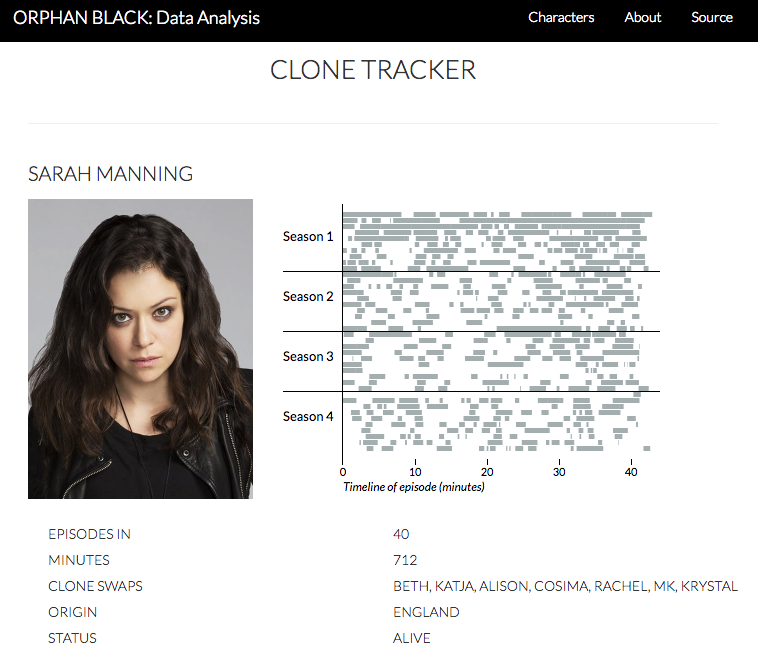 ORPHAN BLACK: Data Analysis
Characters About Source
CLONE TRACKER
SARAH MANNING
Season 1
Season 2
Season 3
Season 4
0 10 20 30 40
Timeline of episode (minutes)
EPISODES IN 40
MINUTES 712
CLONE SWAPS BETH, KATJA, ALISON, COSIMA, RACHEL, MK, KRYSTAL
ORIGIN ENGLAND
STATUS ALIVE